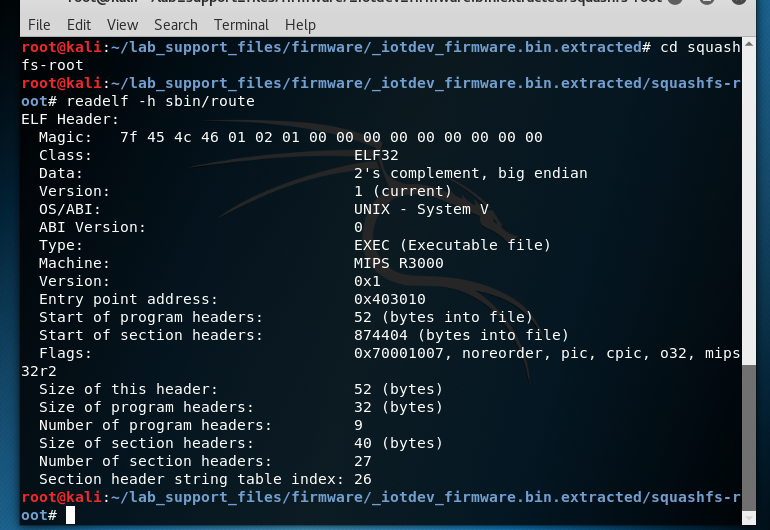 File Edit View Search Terminal Help
root@kali:~/lab_support_files/firmware/_iotdev_firmware.bin.extracted# cd squash
fs-root
root@kali:~/lab_support_files/firmware/_iotdev_firmware.bin.extracted/squashfs-r
oot# readelf -h sbin/route
ELF Header:
  Magic:   7f 45 4c 46 01 02 01 00 00 00 00 00 00 00 00 00
  Class:                             ELF32
  Data:                              2's complement, big endian
  Version:                           1 (current)
  OS/ABI:                            UNIX - System V
  ABI Version:                       0
  Type:                              EXEC (Executable file)
  Machine:                           MIPS R3000
  Version:                           0x1
  Entry point address:               0x403010
  Start of program headers:          52 (bytes into file)
  Start of section headers:          874404 (bytes into file)
  Flags:                             0x70001007, noreorder, pic, cpic, o32, mips
32r2
  Size of this header:               52 (bytes)
  Size of program headers:           32 (bytes)
  Number of program headers:         9
  Size of section headers:           40 (bytes)
  Number of section headers:         27
  Section header string table index: 26
root@kali:~/lab_support_files/firmware/_iotdev_firmware.bin.extracted/squashfs-r
oot#